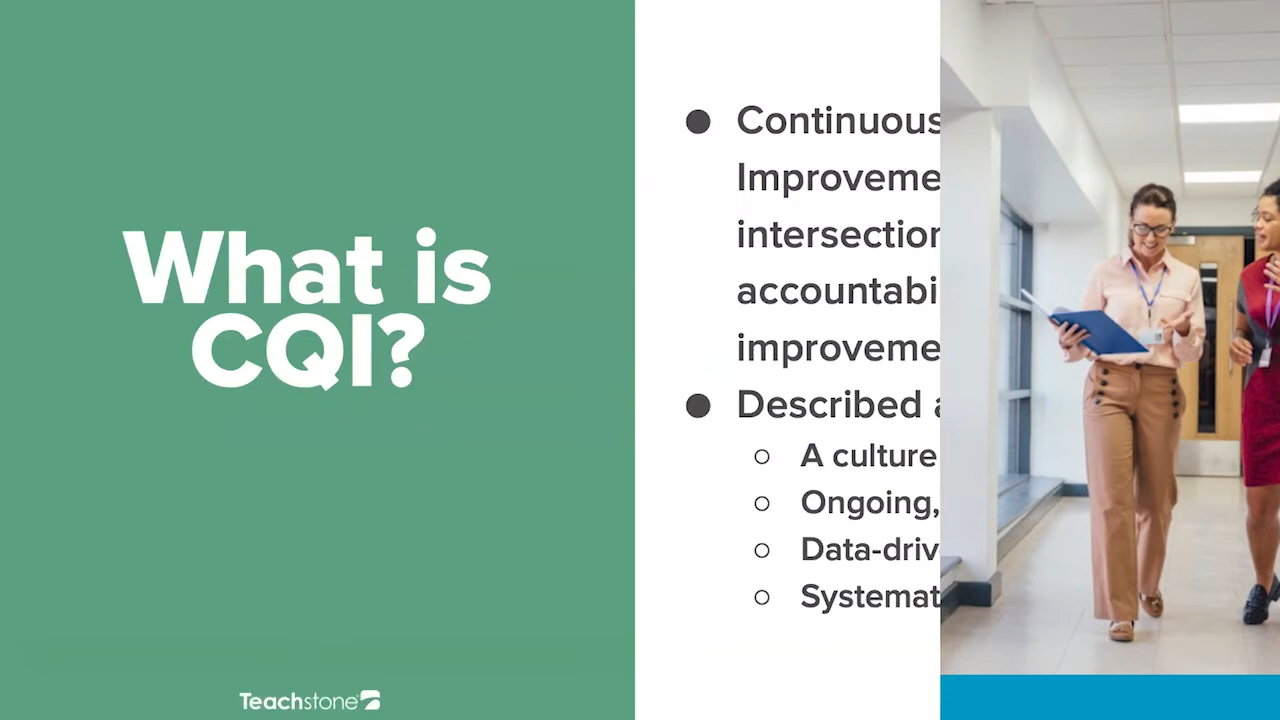 What is
CQI?
Teachstone
Continuous
Improveme
intersection
accountabi
improveme
Described
A culture
Ongoing,
Data-driv
Systemat